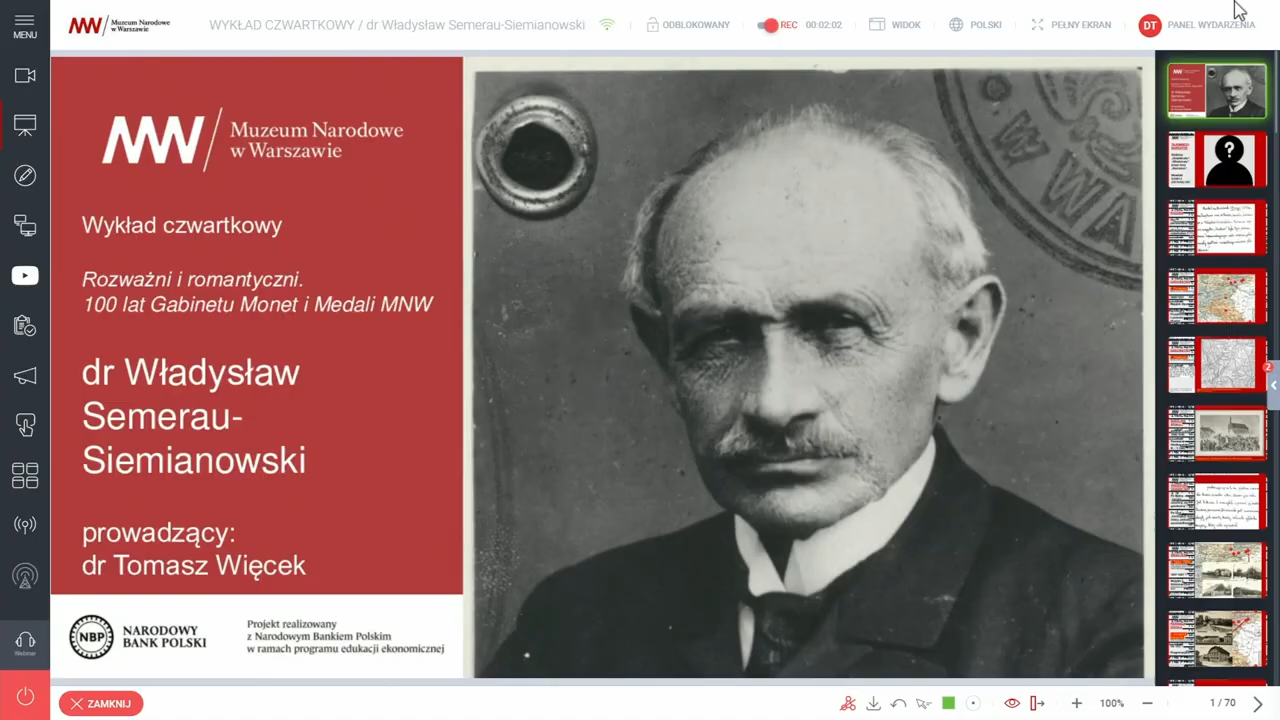 MENU
Muzeum Narodowe
w Warszawie
WYKŁAD CZWARTKOWY / dr Władysław Semerau-Siemianowski
ODBLOKOWANY
REC 00:02:02
WIDOK
POLSKI
PEŁNY EKRAN
DT
PANEL WYDARZENIA
Muzeum Narodowe
w Warszawie
Wykład czwartkowy
Rozważni i romantyczni.
100 lat Gabinetu Monet i Medali MNW
dr Władysław
Semerau-
Siemianowski
prowadzący:
dr Tomasz Więcek
NBP
NARODOWY
BANK POLSKI
Projekt realizowany
z Narodowym Bankiem Polskim
w ramach programu edukacji ekonomicznej
?
2
Webinar
ZAMKNIJ
100%
1 / 70